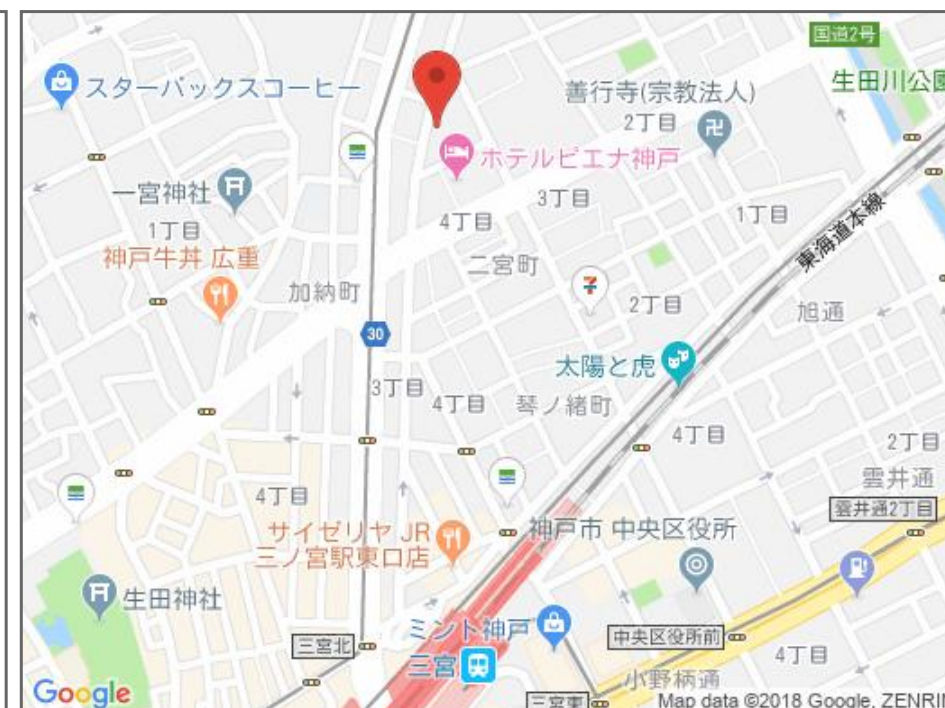 国道2号
生田川公園
スターバックスコーヒー
善行寺(宗教法人)
2丁目
ホテルピエナ神戸
一宮神社
3丁目
1丁目
4丁目
1丁目
東海道本線
神戸牛丼 広重
二宮町
加納町
2丁目
旭通
30
太陽と虎
3丁目
4丁目
琴ノ緒町
4丁目
2丁目
雲井通
4丁目
雲井通2丁目
サイゼリヤ JR
三ノ宮駅東口店
神戸市 中央区役所
生田神社
ミント神戸
中央区役所前
三宮北
4丁目
三宮
小野柄通
Google
三宮東
Map data ©2018 Google, ZENRIN